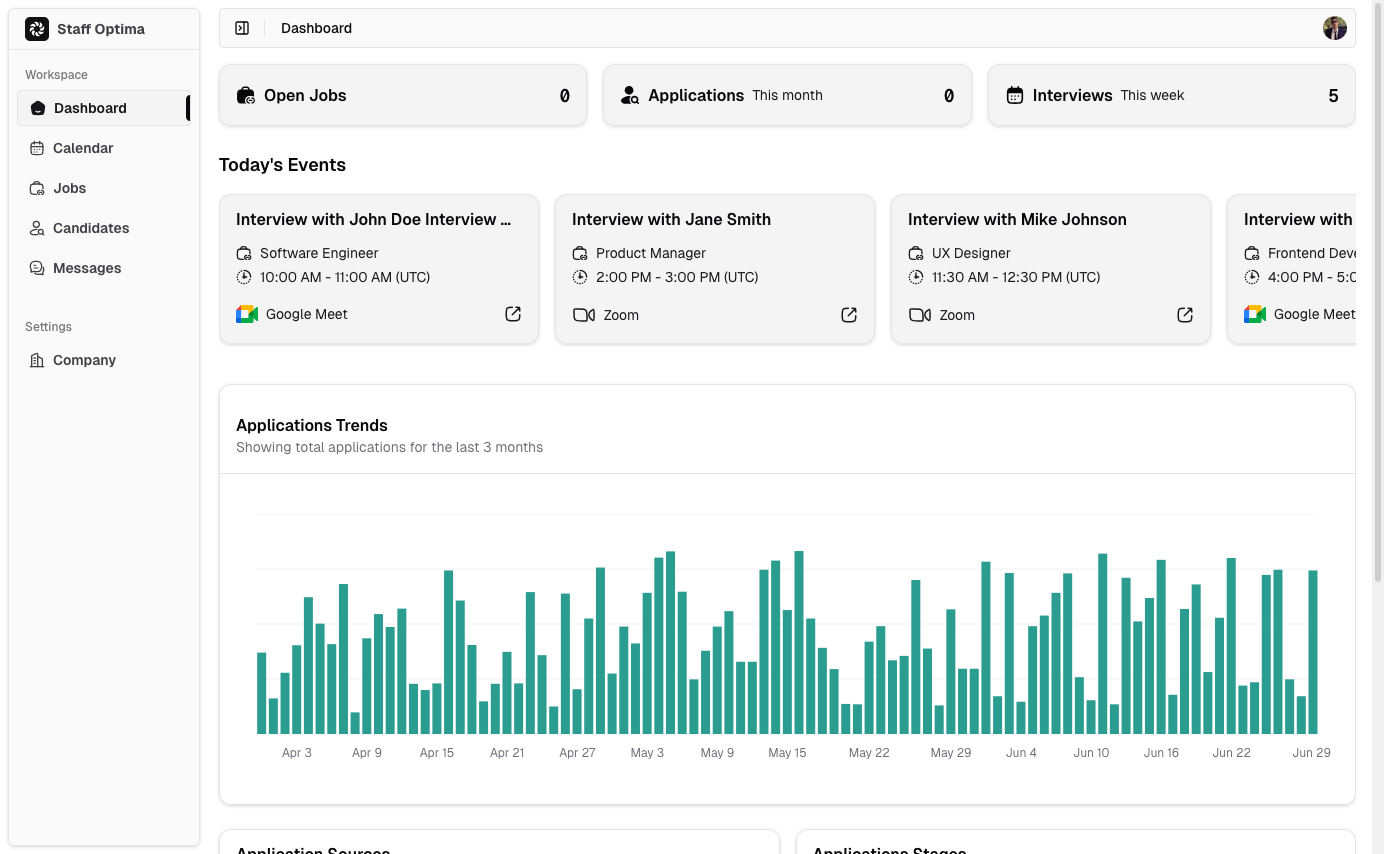 Staff Optima
Workspace
Dashboard
Calendar
Jobs
Candidates
Messages
Settings
Company
Dashboard
Open Jobs 0
Applications This month 0
Interviews This week 5
Today's Events
Interview with John Doe Interview ...
Software Engineer
10:00 AM - 11:00 AM (UTC)
Google Meet
Interview with Jane Smith
Product Manager
2:00 PM - 3:00 PM (UTC)
Zoom
Interview with Mike Johnson
UX Designer
11:30 AM - 12:30 PM (UTC)
Zoom
Interview with
Frontend Deve
4:00 PM - 5:0
Google Meet
Applications Trends
Showing total applications for the last 3 months
Apr 3 Apr 9 Apr 15 Apr 21 Apr 27 May 3 May 9 May 15 May 22 May 29 Jun 4 Jun 10 Jun 16 Jun 22 Jun 29
Application Sources
Applications Stages